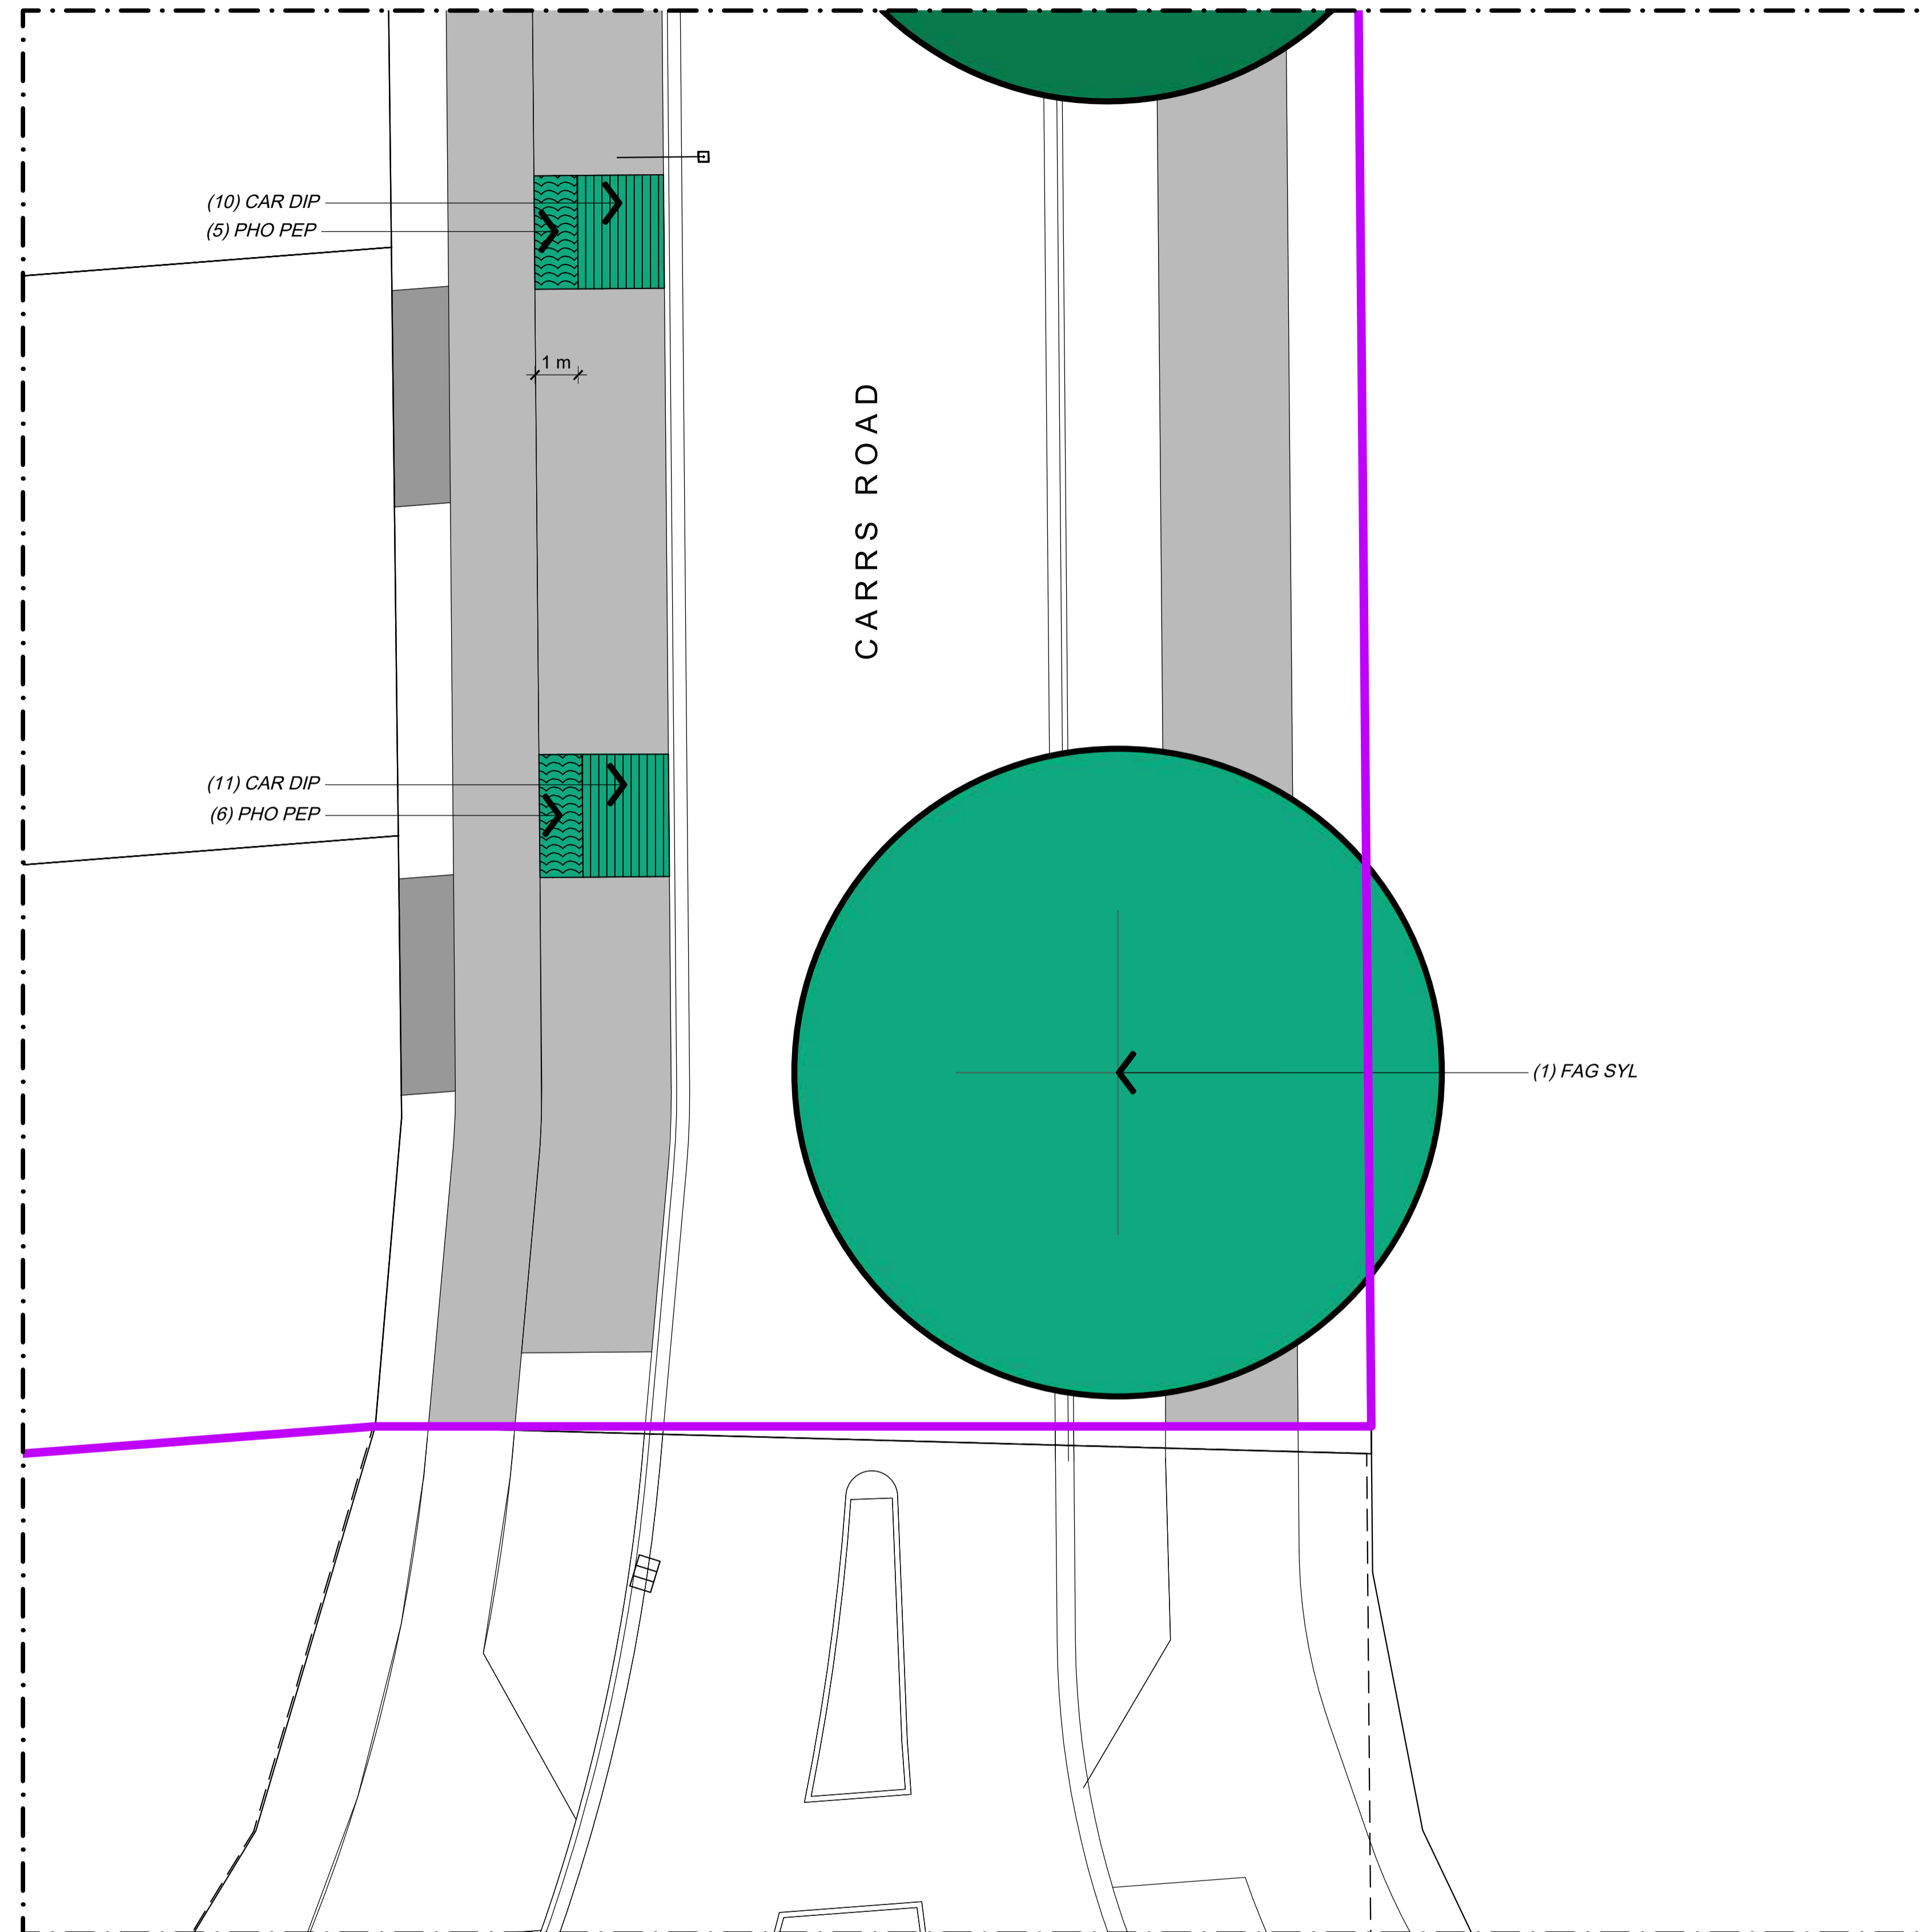 (10) CAR DIP
(5) PHO PEP
1 m
CARRS ROAD
(11) CAR DIP
(6) PHO PEP
(1) FAG SYL